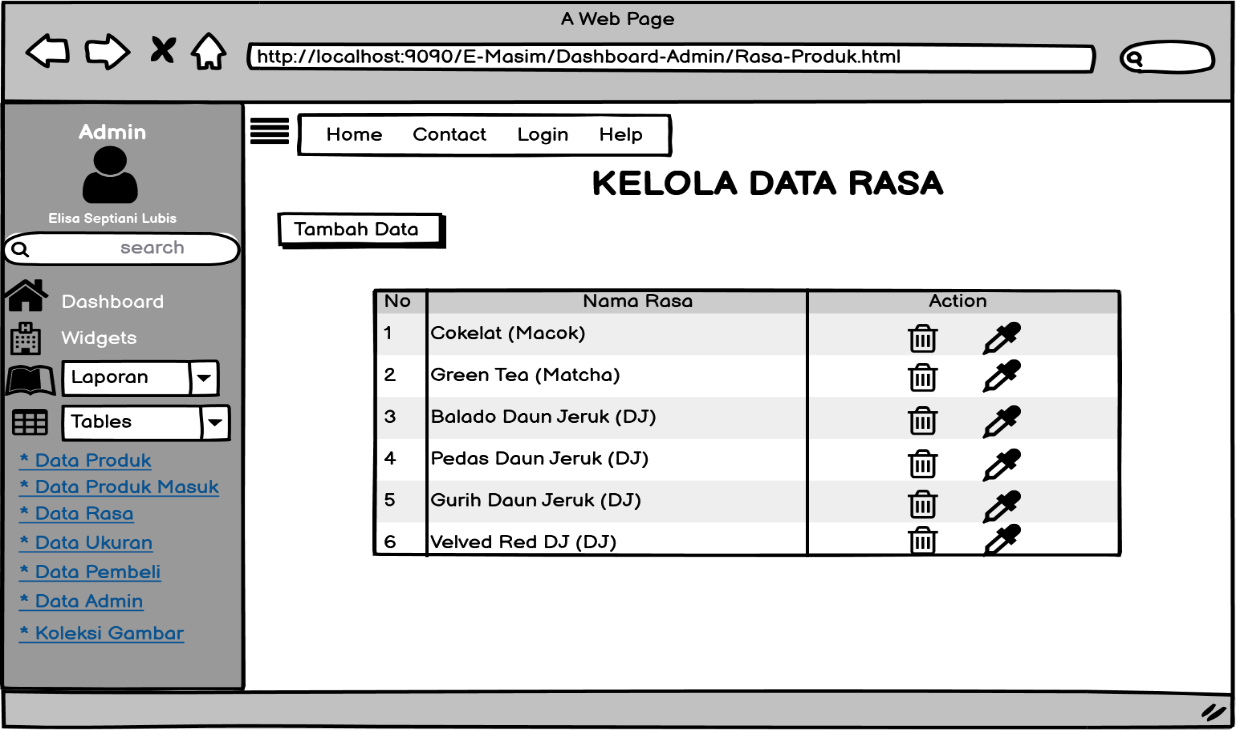 A Web Page
http://localhost:9090/E-Masim/Dashboard-Admin/Rasa-Produk.html
Admin
Elisa Septiani Lubis
search
Dashboard
Widgets
Laporan
Tables
* Data Produk
* Data Produk Masuk
* Data Rasa
* Data Ukuran
* Data Pembeli
* Data Admin
* Koleksi Gambar
Home Contact Login Help
KELOLA DATA RASA
Tambah Data
No Nama Rasa Action
1 Cokelat (Macok)
2 Green Tea (Matcha)
3 Balado Daun Jeruk (DJ)
4 Pedas Daun Jeruk (DJ)
5 Gurih Daun Jeruk (DJ)
6 Velved Red DJ (DJ)